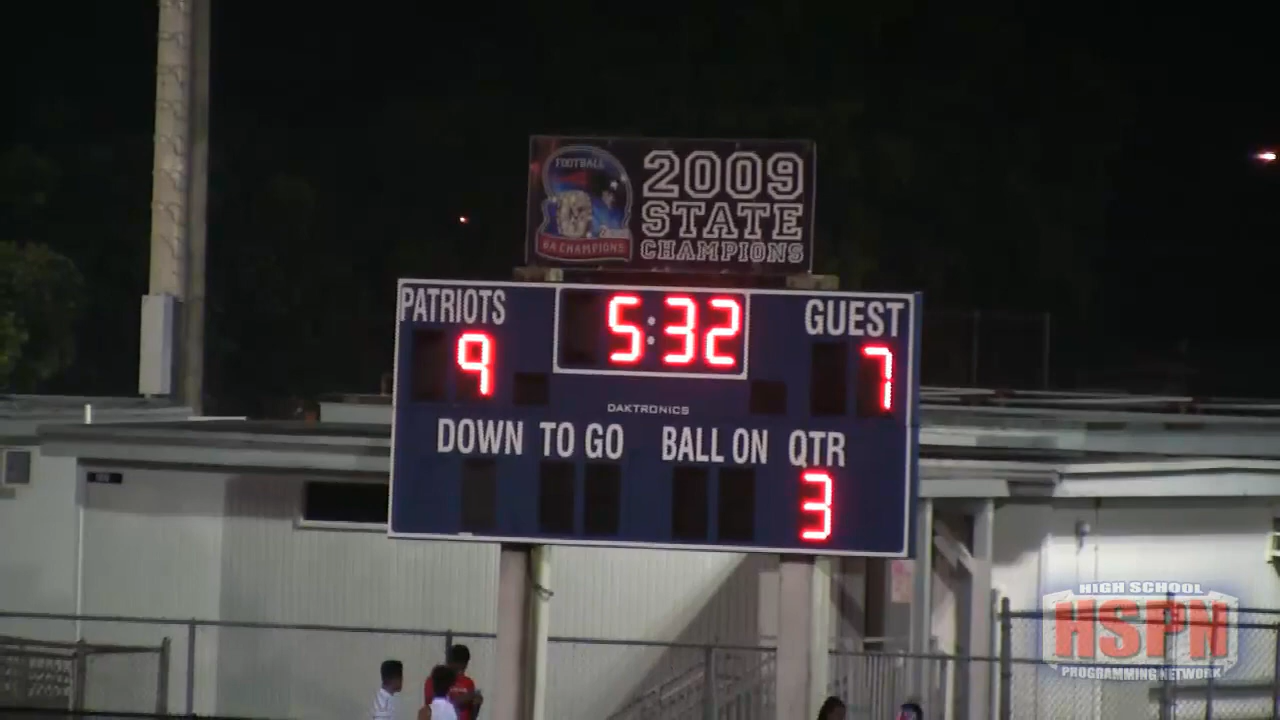 FOOTBALL
6A CHAMPIONS
2009
STATE
CHAMPIONS
PATRIOTS
5:32
GUEST
9
7
DAKTRONICS
DOWN TO GO BALL ON QTR
3
HIGH SCHOOL
HSPN
PROGRAMMING NETWORK